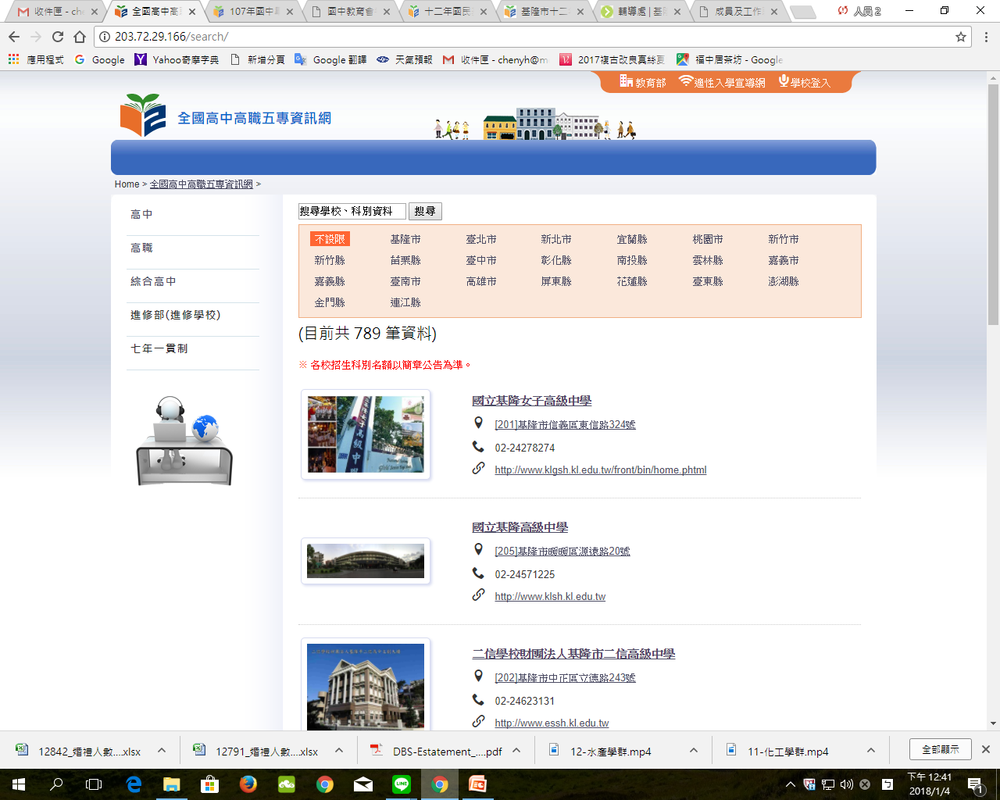 收件匣 - che
全國高中高
107年國中
國中教育會
十二年國民
基隆市十二
輔導處 | 基
成員及工作
人員 2
203.72.29.166/search/
應用程式
Google
Yahoo奇摩字典
新增分頁
Google 翻譯
天氣預報
收件匣 - chenyh@m
2017複古改良真絲夏
福中居茶坊 - Google
教育部
適性入學宣導網
學校登入
全國高中高職五專資訊網
Home > 全國高中高職五專資訊網 >
高中
高職
綜合高中
進修部(進修學校)
七年一貫制
搜尋學校、科別資料
搜尋
不設限 基隆市 臺北市 新北市 宜蘭縣 桃園市 新竹市
新竹縣 苗栗縣 臺中市 彰化縣 南投縣 雲林縣 嘉義市
嘉義縣 臺南市 高雄市 屏東縣 花蓮縣 臺東縣 澎湖縣
金門縣 連江縣
(目前共 789 筆資料)
※ 各校招生科別名額以簡章公告為準。
國立基隆女子高級中學
[201]基隆市信義區東信路324號
02-24278274
http://www.klgsh.kl.edu.tw/front/bin/home.phtml
國立基隆高級中學
[205]基隆市暖暖區源遠路20號
02-24571225
http://www.klsh.kl.edu.tw
二信學校財團法人基隆市二信高級中學
[202]基隆市中正區立德路243號
02-24623131
http://www.essh.kl.edu.tw
12842_婚禮人數....xlsx
12791_婚禮人數....xlsx
DBS-Estatement_....pdf
12-水產學群.mp4
11-化工學群.mp4
全部顯示
下午 12:41
2018/1/4
1